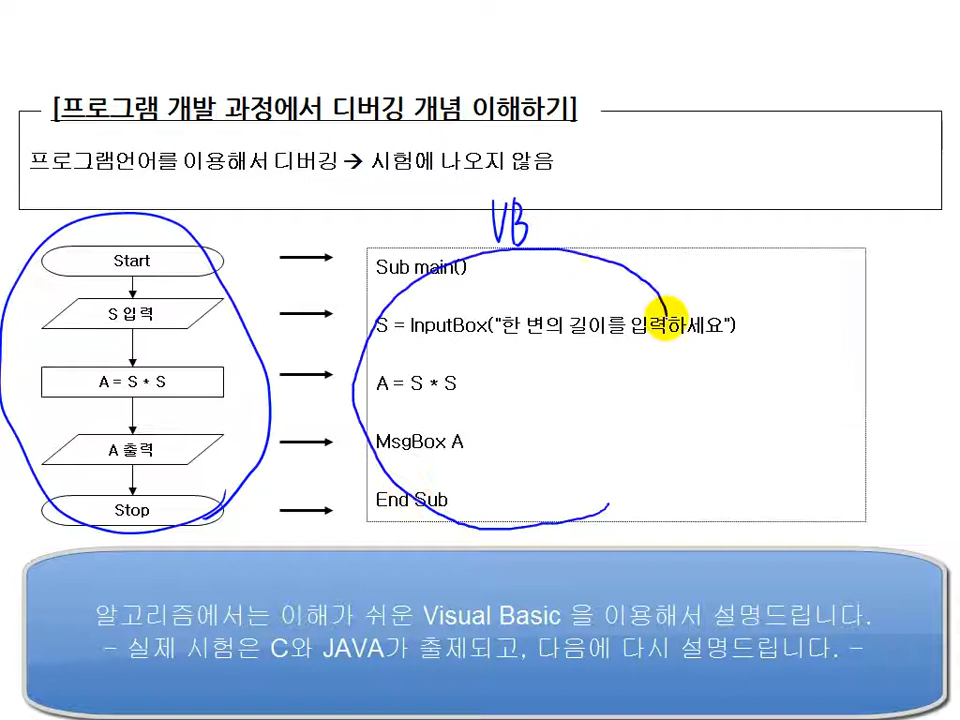 [프로그램 개발 과정에서 디버깅 개념 이해하기]
프로그램언어를 이용해서 디버깅 → 시험에 나오지 않음
VB
Start
S 입력
A = S * S
A 출력
Stop
Sub main()
S = InputBox("한 변의 길이를 입력하세요")
A = S * S
MsgBox A
End Sub
알고리즘에서는 이해가 쉬운 Visual Basic 을 이용해서 설명드립니다.
- 실제 시험은 C와 JAVA가 출제되고, 다음에 다시 설명드립니다. -